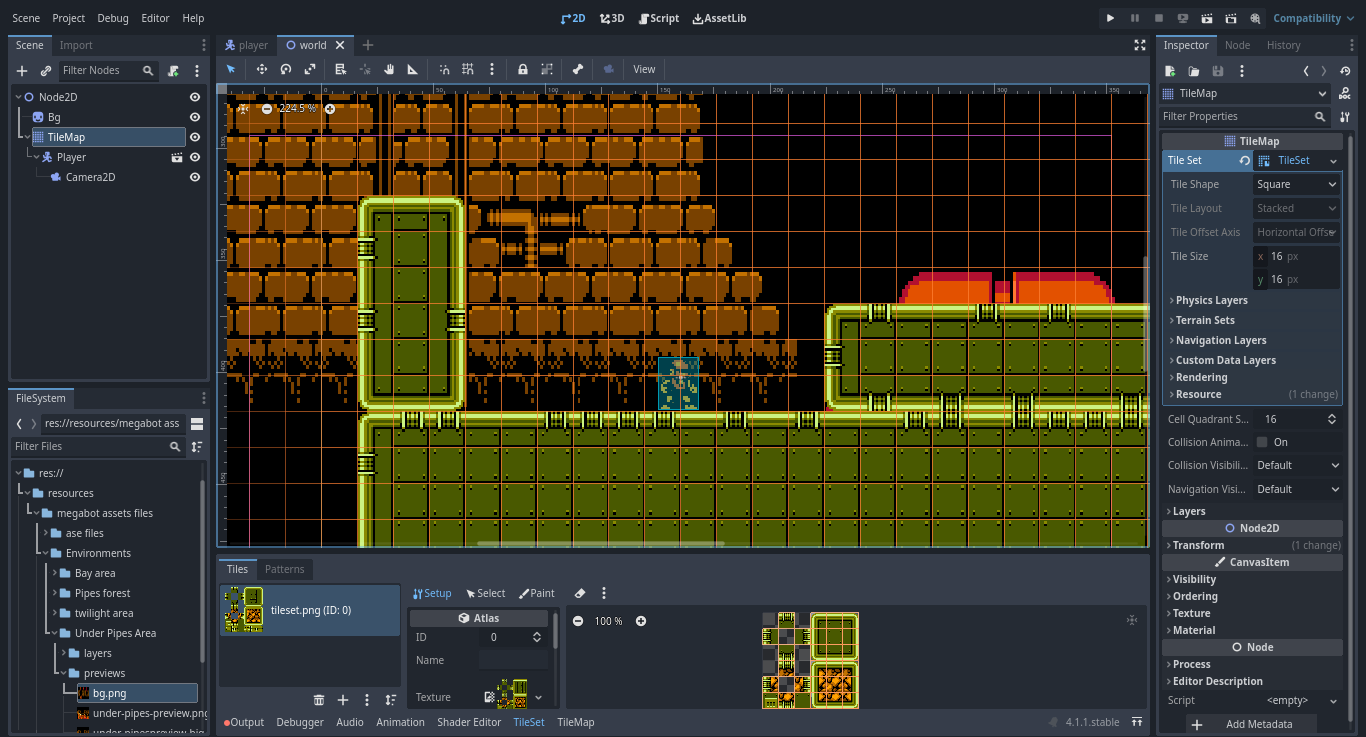 Scene Project Debug Editor Help
2D 3D Script AssetLib
Compatibility
Scene Import
Filter Nodes
Node2D
Bg
TileMap
Player
Camera2D
FileSystem
res://resources/megabot ass
Filter Files
res://
resources
megabot assets files
ase files
Environments
Bay area
Pipes forest
twilight area
Under Pipes Area
layers
previews
bg.png
under-pipes-preview.png
player world
View
0 50 100 150 200 250 300 350
224.5 %
Tiles Patterns
tileset.png (ID: 0)
Setup Select Paint
Atlas
ID 0
Name
Texture
100 %
Output Debugger Audio Animation Shader Editor TileSet TileMap
4.1.1.stable
Inspector Node History
TileMap
Filter Properties
TileMap
Tile Set TileSet
Tile Shape Square
Tile Layout Stacked
Tile Offset Axis Horizontal Offse
Tile Size x 16 px
y 16 px
Physics Layers
Terrain Sets
Navigation Layers
Custom Data Layers
Rendering
Resource (1 change)
Cell Quadrant S... 16
Collision Anima... On
Collision Visibili... Default
Navigation Visi... Default
Layers
Node2D
Transform (1 change)
CanvasItem
Visibility
Ordering
Texture
Material
Node
Process
Editor Description
Script <empty>
Add Metadata